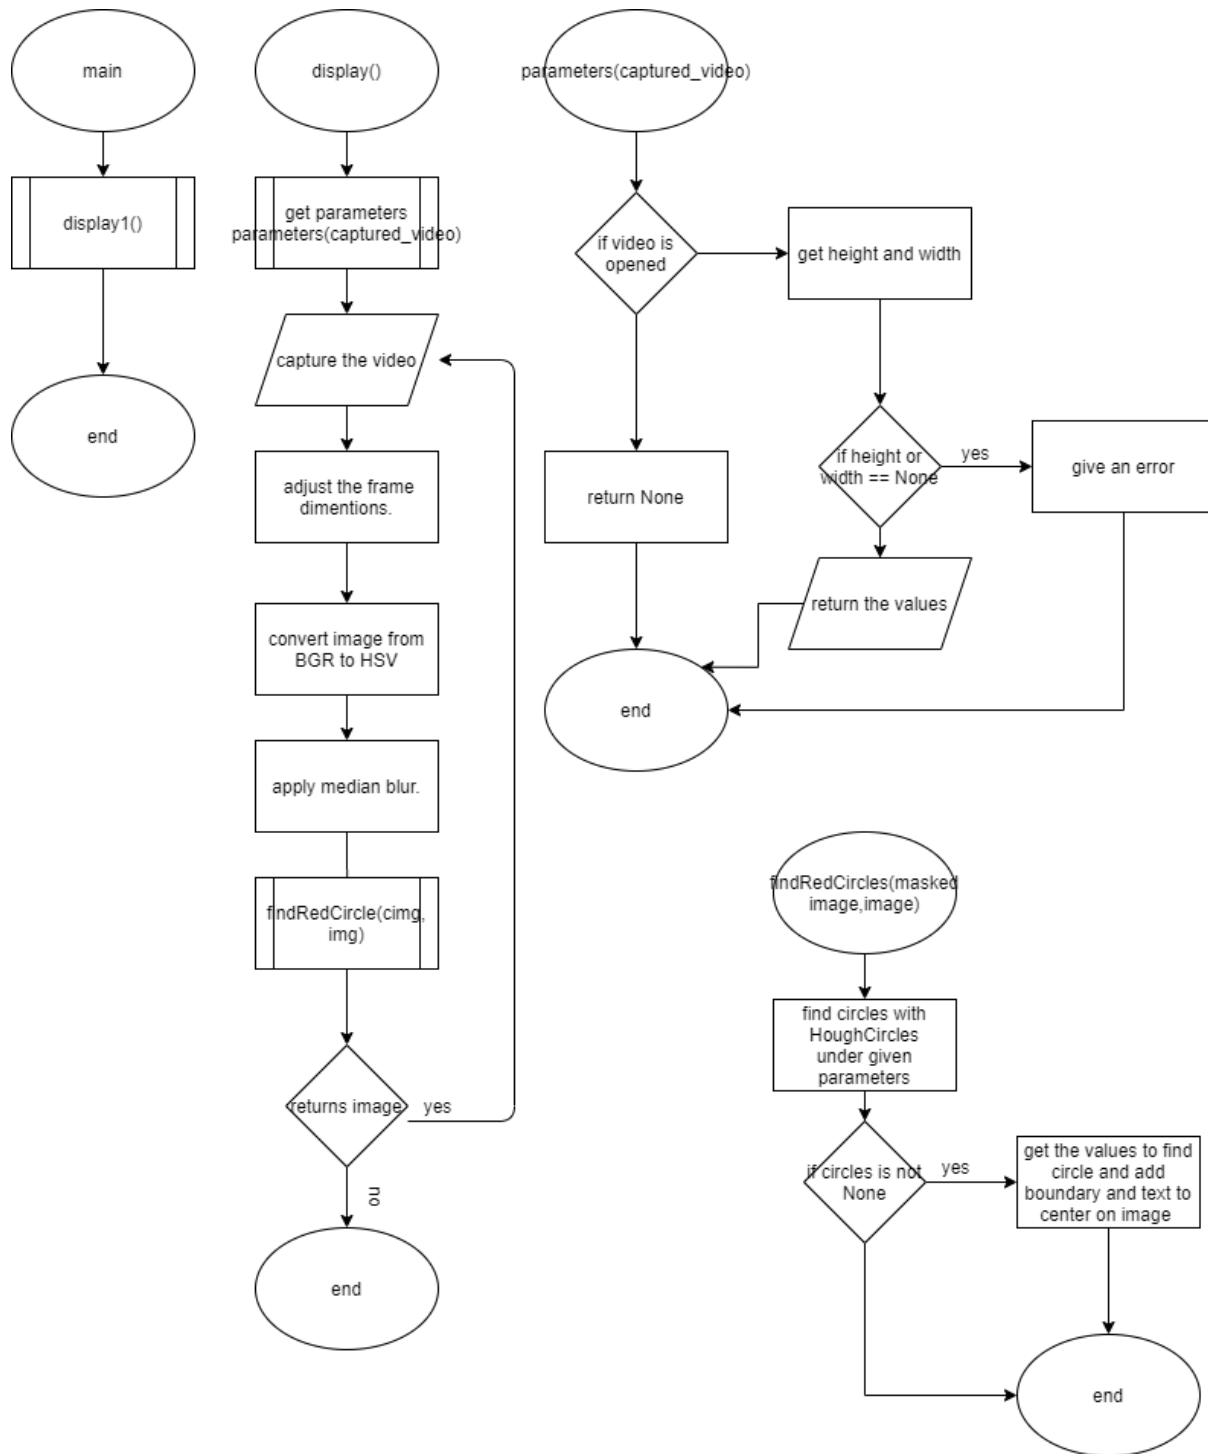 main
display1()
end
display()
get parameters
parameters(captured_video)
capture the video
adjust the frame
dimentions.
convert image from
BGR to HSV
apply median blur.
findRedCircle(cimg,
img)
returns image
yes
no
end
parameters(captured_video)
if video is
opened
get height and width
return None
if height or
width == None
yes
give an error
return the values
end
findRedCircles(masked
image,image)
find circles with
HoughCircles
under given
parameters
if circles is not
None
yes
get the values to find
circle and add
boundary and text to
center on image
end